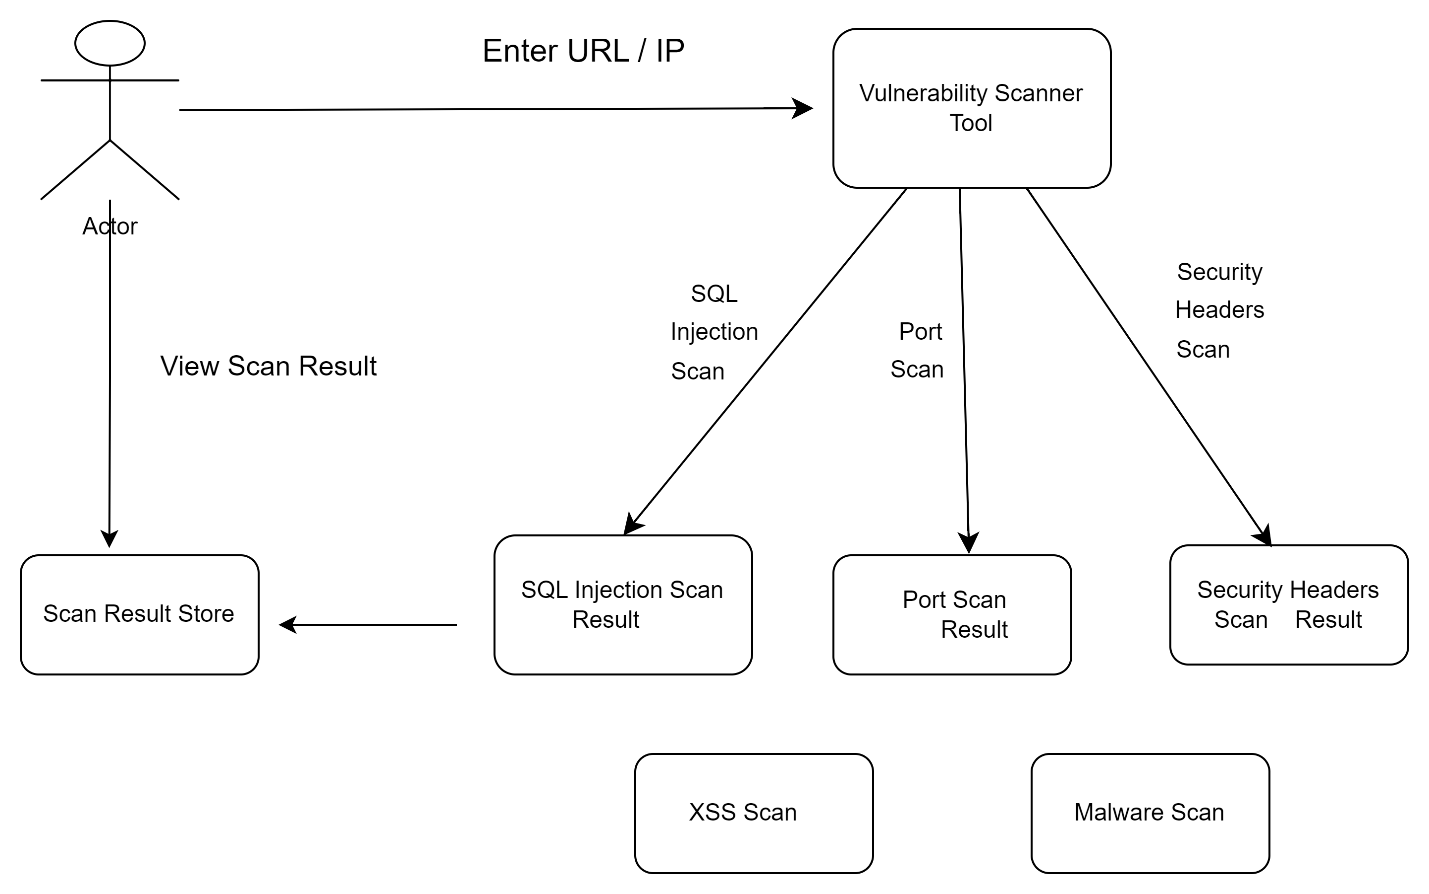 Enter URL / IP
Vulnerability Scanner
Tool
Actor
SQL
Injection
Scan
Port
Scan
Security
Headers
Scan
View Scan Result
Scan Result Store
SQL Injection Scan
Result
Port Scan
Result
Security Headers
Scan Result
XSS Scan
Malware Scan